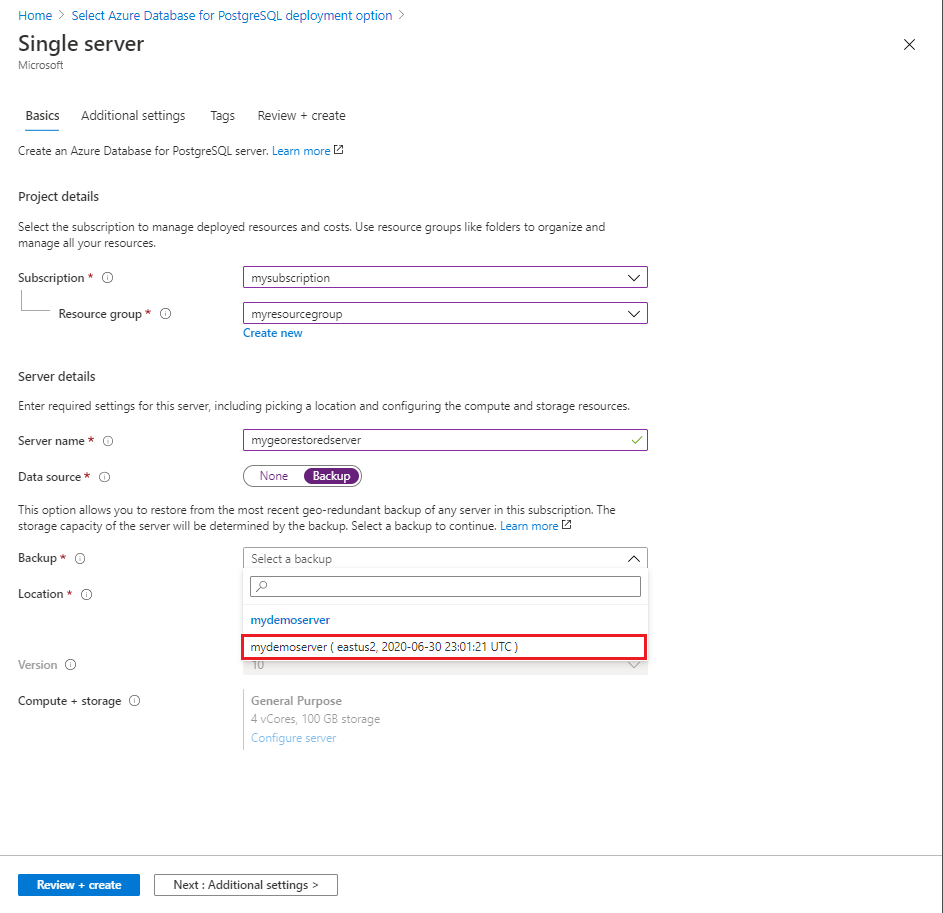 Home > Select Azure Database for PostgreSQL deployment option >
Single server
Microsoft
Basics Additional settings Tags Review + create
Create an Azure Database for PostgreSQL server. Learn more
Project details
Select the subscription to manage deployed resources and costs. Use resource groups like folders to organize and
manage all your resources.
Subscription * mysubscription
Resource group * myresourcegroup
Create new
Server details
Enter required settings for this server, including picking a location and configuring the compute and storage resources.
Server name * mygeorestoredserver
Data source * None Backup
This option allows you to restore from the most recent geo-redundant backup of any server in this subscription. The
storage capacity of the server will be determined by the backup. Select a backup to continue. Learn more
Backup * Select a backup
Location *
mydemoserver
mydemoserver ( eastus2, 2020-06-30 23:01:21 UTC )
Version 10
Compute + storage General Purpose
4 vCores, 100 GB storage
Configure server
Review + create Next : Additional settings >